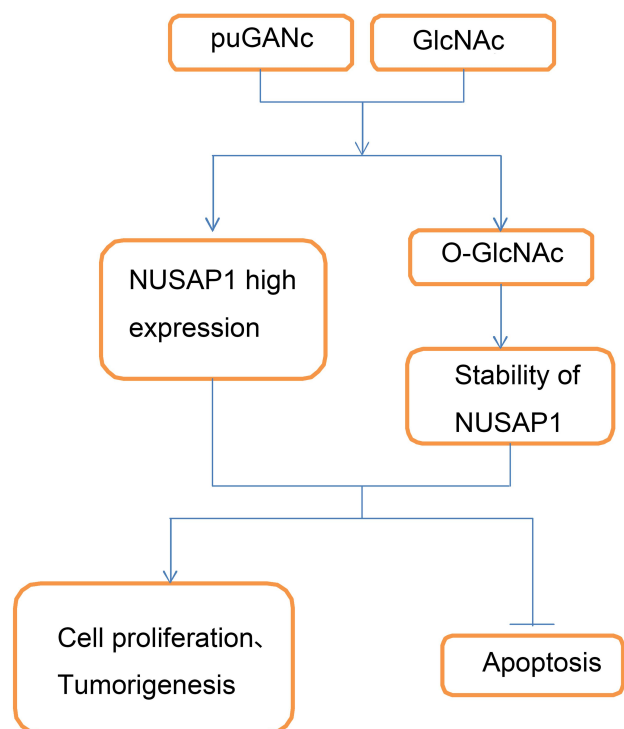 puGANc
GlcNAc
NUSAP1 high
expression
O-GlcNAc
Stability of
NUSAP1
Cell proliferation、
Tumorigenesis
Apoptosis